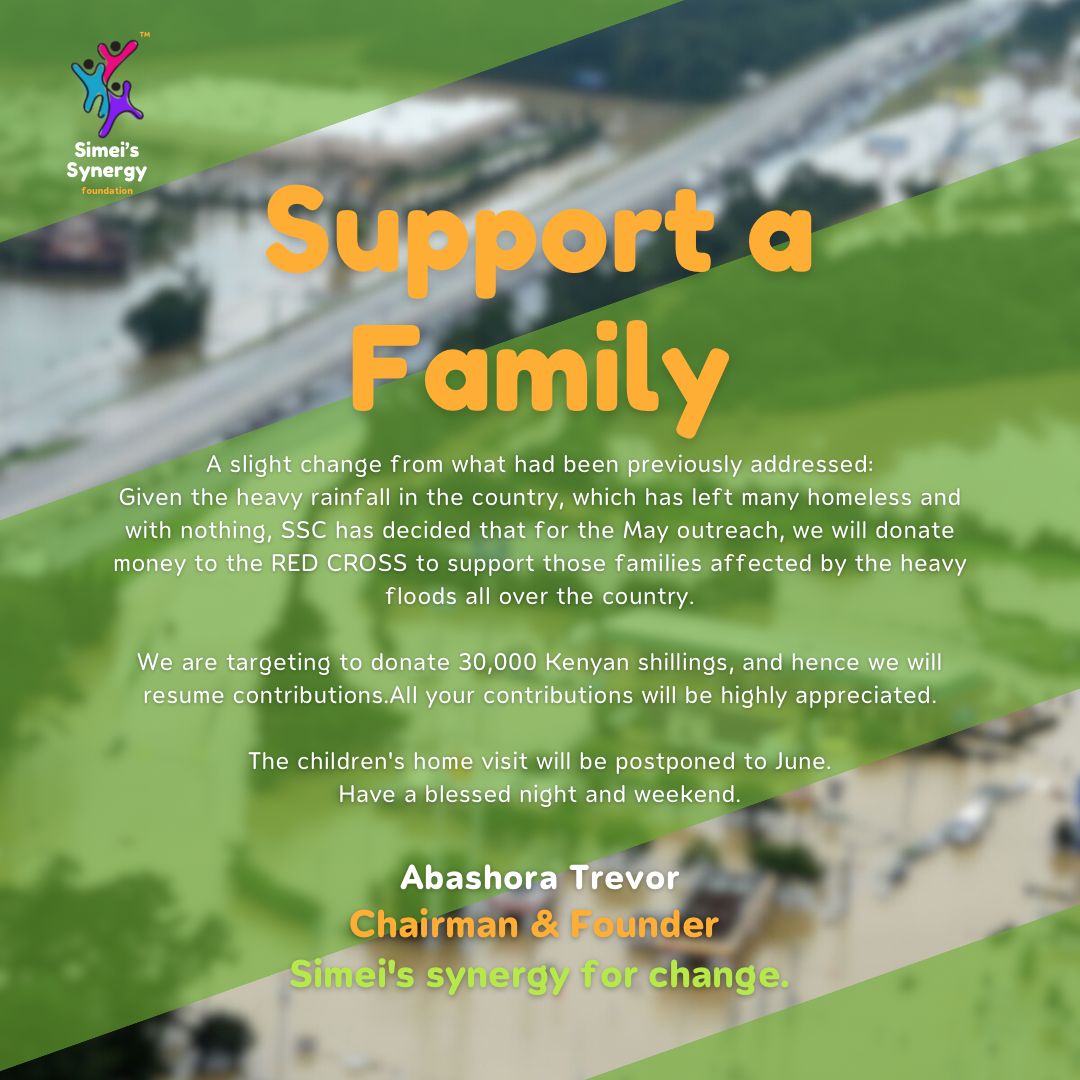 TM
Simei's
Synergy
foundation
Support a
Family
A slight change from what had been previously addressed:
Given the heavy rainfall in the country, which has left many homeless and
with nothing, SSC has decided that for the May outreach, we will donate
money to the RED CROSS to support those families affected by the heavy
floods all over the country.
We are targeting to donate 30,000 Kenyan shillings, and hence we will
resume contributions.All your contributions will be highly appreciated.
The children's home visit will be postponed to June.
Have a blessed night and weekend.
Abashora Trevor
Chairman & Founder
Simei's synergy for change.